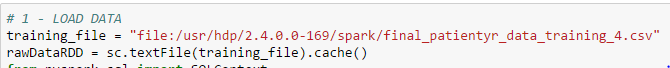 # 1 - LOAD DATA
training_file = "file:/usr/hdp/2.4.0.0-169/spark/final_patientyr_data_training_4.csv"
rawDataRDD = sc.textFile(training_file).cache()
from pyspark.sql import SQLContext